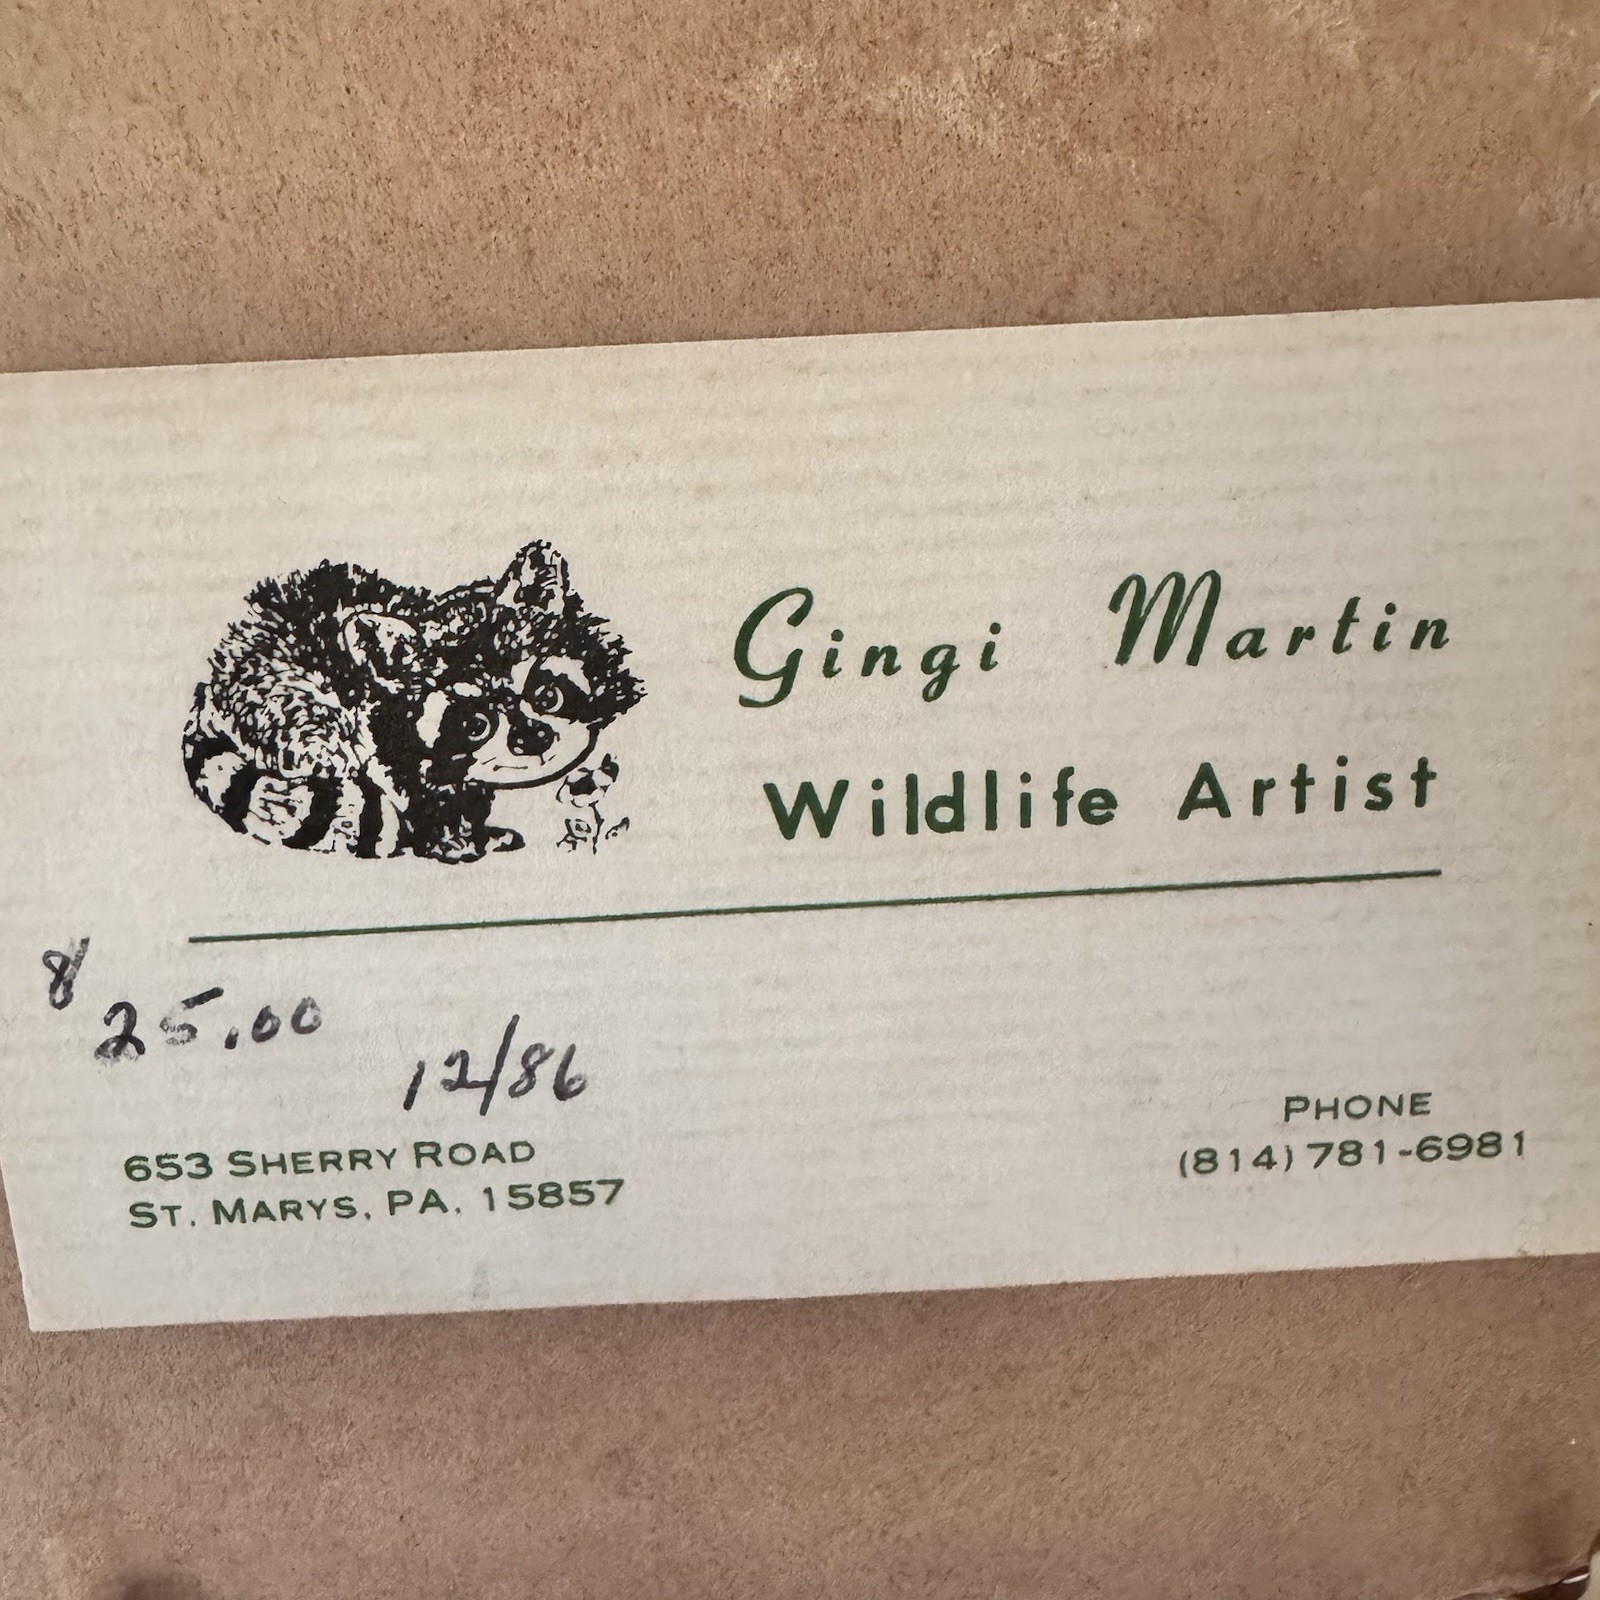 Gingi Martin
Wildlife Artist
8
25.00
12/86
653 SHERRY ROAD
ST. MARYS, PA. 15857
PHONE
(814) 781-6981